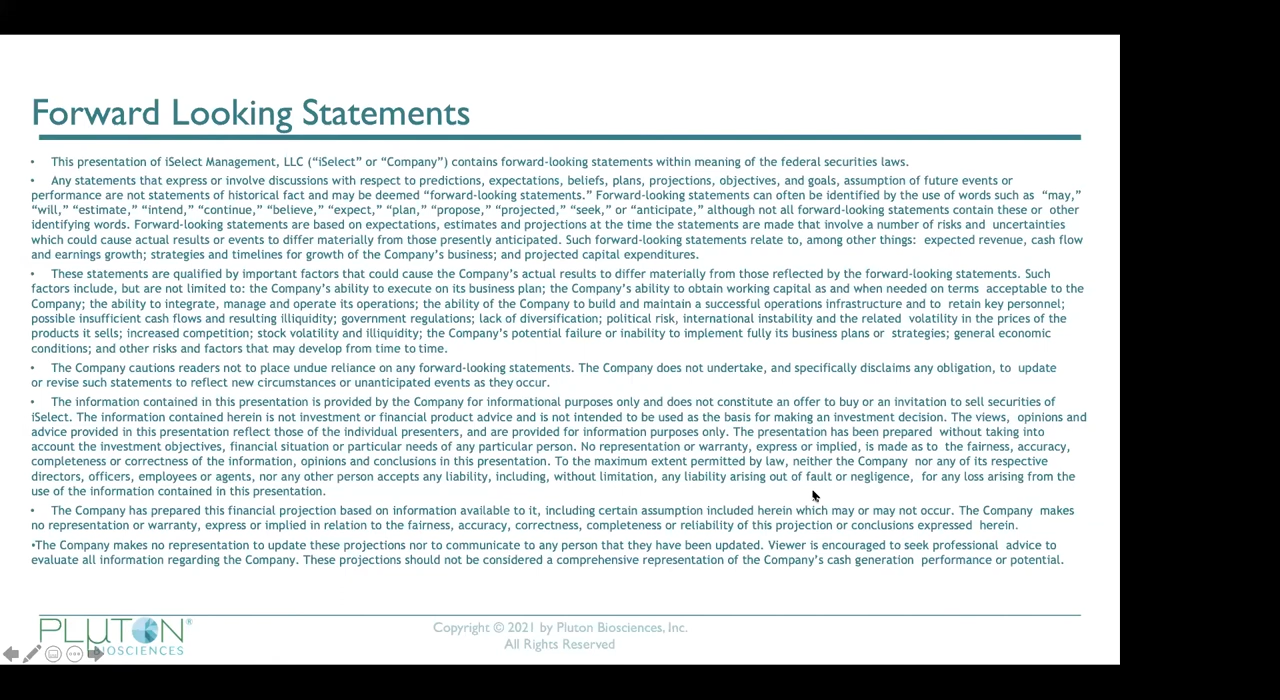 Forward Looking Statements
• This presentation of iSelect Management, LLC (“iSelect” or “Company”) contains forward-looking statements within meaning of the federal securities laws.
• Any statements that express or involve discussions with respect to predictions, expectations, beliefs, plans, projections, objectives, and goals, assumption of future events or
performance are not statements of historical fact and may be deemed “forward-looking statements.” Forward-looking statements can often be identified by the use of words such as “may,”
“will,” “estimate,” “intend,” “continue,” “believe,” “expect,” “plan,” “propose,” “projected,” “seek,” or “anticipate,” although not all forward-looking statements contain these or other
identifying words. Forward-looking statements are based on expectations, estimates and projections at the time the statements are made that involve a number of risks and uncertainties
which could cause actual results or events to differ materially from those presently anticipated. Such forward-looking statements relate to, among other things: expected revenue, cash flow
and earnings growth; strategies and timelines for growth of the Company’s business; and projected capital expenditures.
• These statements are qualified by important factors that could cause the Company’s actual results to differ materially from those reflected by the forward-looking statements. Such
factors include, but are not limited to: the Company’s ability to execute on its business plan; the Company’s ability to obtain working capital as and when needed on terms acceptable to the
Company; the ability to integrate, manage and operate its operations; the ability of the Company to build and maintain a successful operations infrastructure and to retain key personnel;
possible insufficient cash flows and resulting illiquidity; government regulations; lack of diversification; political risk, international instability and the related volatility in the prices of the
products it sells; increased competition; stock volatility and illiquidity; the Company’s potential failure or inability to implement fully its business plans or strategies; general economic
conditions; and other risks and factors that may develop from time to time.
• The Company cautions readers not to place undue reliance on any forward-looking statements. The Company does not undertake, and specifically disclaims any obligation, to update
or revise such statements to reflect new circumstances or unanticipated events as they occur.
• The information contained in this presentation is provided by the Company for informational purposes only and does not constitute an offer to buy or an invitation to sell securities of
iSelect. The information contained herein is not investment or financial product advice and is not intended to be used as the basis for making an investment decision. The views, opinions and
advice provided in this presentation reflect those of the individual presenters, and are provided for information purposes only. The presentation has been prepared without taking into
account the investment objectives, financial situation or particular needs of any particular person. No representation or warranty, express or implied, is made as to the fairness, accuracy,
completeness or correctness of the information, opinions and conclusions in this presentation. To the maximum extent permitted by law, neither the Company nor any of its respective
directors, officers, employees or agents, nor any other person accepts any liability, including, without limitation, any liability arising out of fault or negligence, for any loss arising from the
use of the information contained in this presentation.
• The Company has prepared this financial projection based on information available to it, including certain assumption included herein which may or may not occur. The Company makes
no representation or warranty, express or implied in relation to the fairness, accuracy, correctness, completeness or reliability of this projection or conclusions expressed herein.
•The Company makes no representation to update these projections nor to communicate to any person that they have been updated. Viewer is encouraged to seek professional advice to
evaluate all information regarding the Company. These projections should not be considered a comprehensive representation of the Company’s cash generation performance or potential.
PLUTON®
BIOSCIENCES
Copyright © 2021 by Pluton Biosciences, Inc.
All Rights Reserved